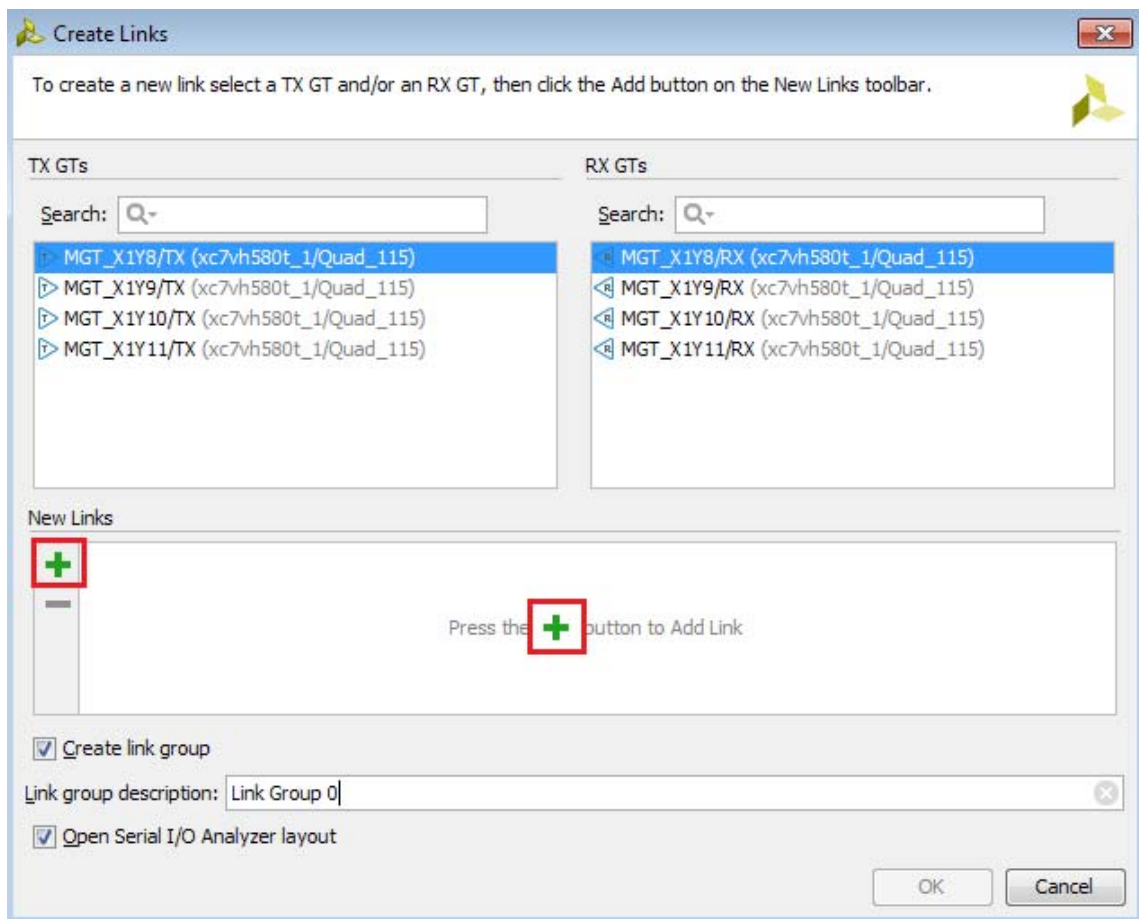 Create Links
To create a new link select a TX GT and/or an RX GT, then click the Add button on the New Links toolbar.
TX GTs
Search:
MGT_X1Y8/TX (xc7vh580t_1/Quad_115)
MGT_X1Y9/TX (xc7vh580t_1/Quad_115)
MGT_X1Y10/TX (xc7vh580t_1/Quad_115)
MGT_X1Y11/TX (xc7vh580t_1/Quad_115)
RX GTs
Search:
MGT_X1Y8/RX (xc7vh580t_1/Quad_115)
MGT_X1Y9/RX (xc7vh580t_1/Quad_115)
MGT_X1Y10/RX (xc7vh580t_1/Quad_115)
MGT_X1Y11/RX (xc7vh580t_1/Quad_115)
New Links
Press the + button to Add Link
Create link group
Link group description: Link Group 0
Open Serial I/O Analyzer layout
OK
Cancel